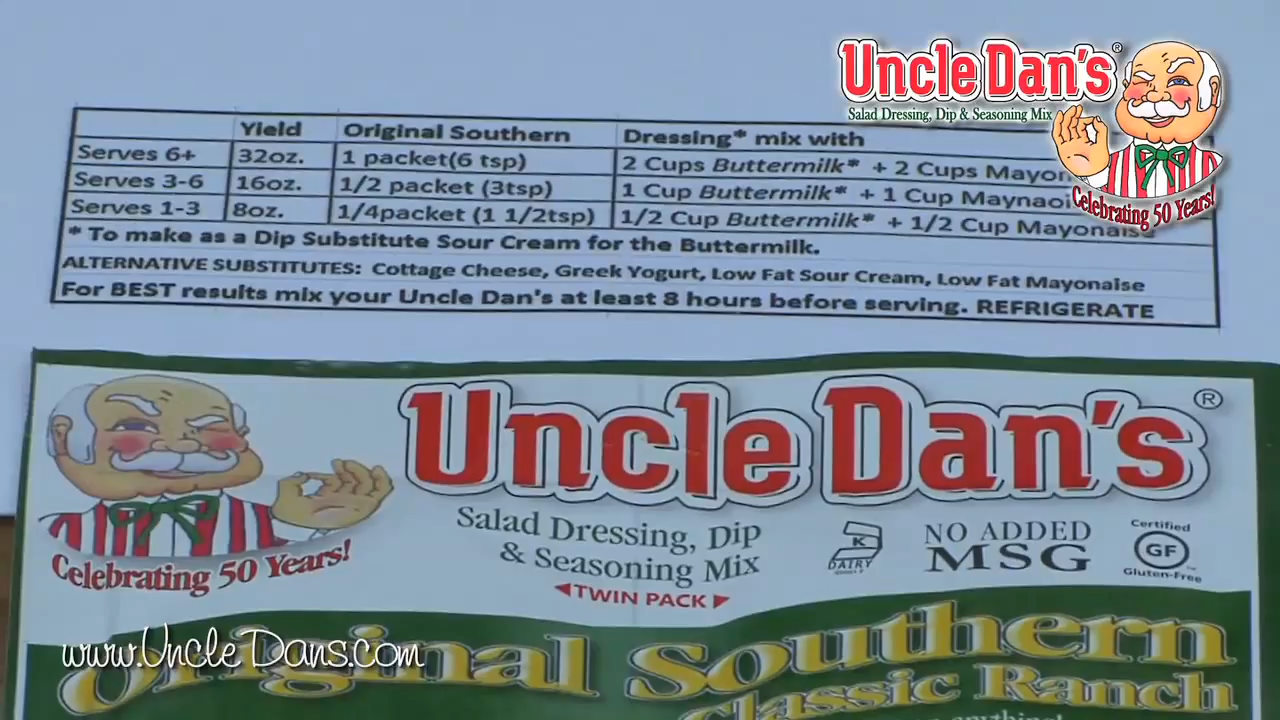 Uncle Dan's®
Salad Dressing, Dip & Seasoning Mix
Celebrating 50 Years!
Yield Original Southern Dressing* mix with
Serves 6+ 32oz. 1 packet(6 tsp) 2 Cups Buttermilk* + 2 Cups
Serves 3-6 16oz. 1/2 packet (3tsp) 1 Cup Buttermilk* + 1 Cup
Serves 1-3 8oz. 1/4packet (1 1/2tsp) 1/2 Cup Buttermilk* + 1/2 Cup Mayonaise
* To make as a Dip Substitute Sour Cream for the Buttermilk.
ALTERNATIVE SUBSTITUTES: Cottage Cheese, Greek Yogurt, Low Fat Sour Cream, Low Fat Mayonaise
For BEST results mix your Uncle Dan's at least 8 hours before serving. REFRIGERATE
Uncle Dan's®
Salad Dressing, Dip
& Seasoning Mix
TWIN PACK
Celebrating 50 Years!
K
DAIRY
NO ADDED
MSG
Certified
GF
Gluten-Free
Original Southern
Classic Ranch
anything!
www.UncleDans.com